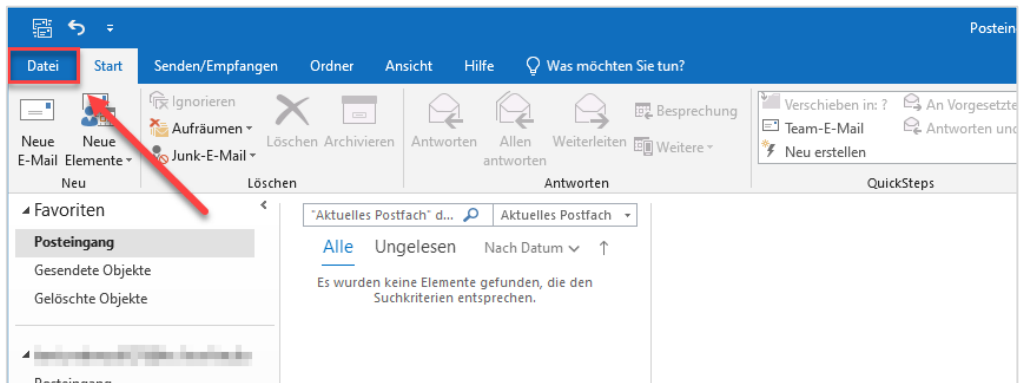 Postein
Datei Start Senden/Empfangen Ordner Ansicht Hilfe Was möchten Sie tun?
Neue E-Mail
Neue Elemente
Ignorieren
Aufräumen
Junk-E-Mail
Löschen Archivieren
Antworten
Allen antworten
Weiterleiten
Besprechung
Weitere
Verschieben in: ?
Team-E-Mail
Neu erstellen
An Vorgesetzte
Antworten und
Neu Löschen Antworten QuickSteps
Favoriten
Posteingang
Gesendete Objekte
Gelöschte Objekte
"Aktuelles Postfach" d... Aktuelles Postfach
Alle Ungelesen Nach Datum
Es wurden keine Elemente gefunden, die den
Suchkriterien entsprechen.
Posteingang